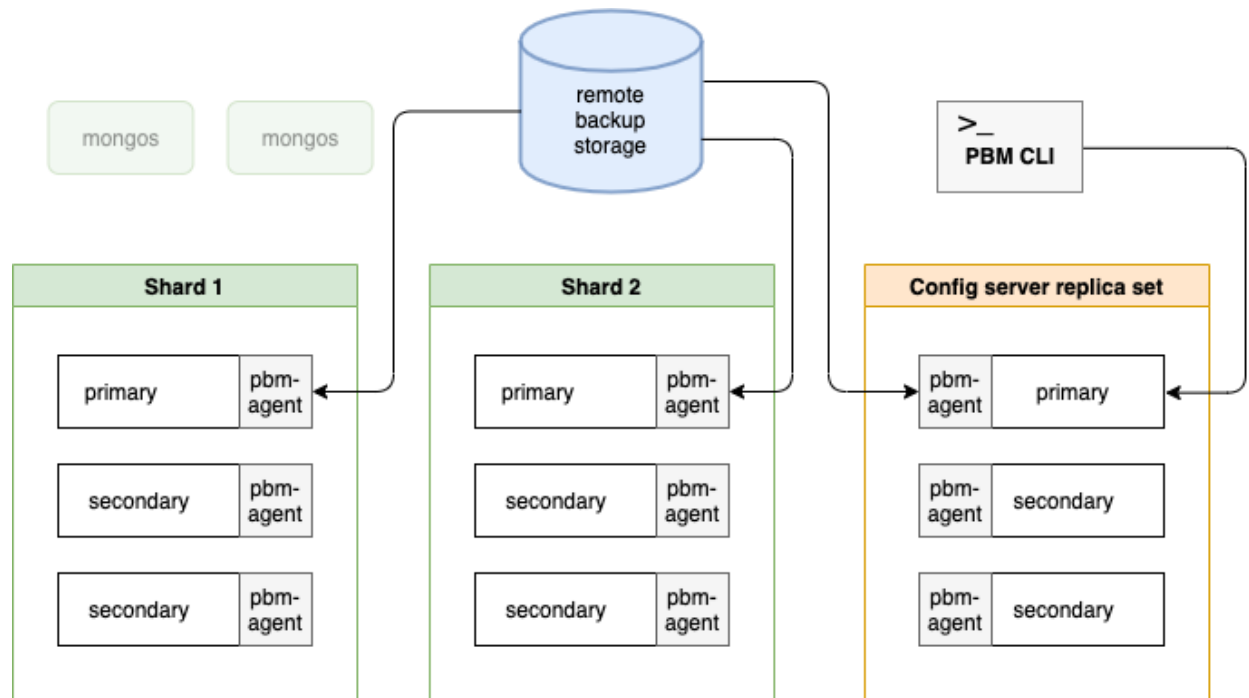 remote
backup
storage
mongos
mongos
>_
PBM CLI
Shard 1
primary
pbm-
agent
secondary
pbm-
agent
secondary
pbm-
agent
Shard 2
primary
pbm-
agent
secondary
pbm-
agent
secondary
pbm-
agent
Config server replica set
pbm-
agent
primary
pbm-
agent
secondary
pbm-
agent
secondary